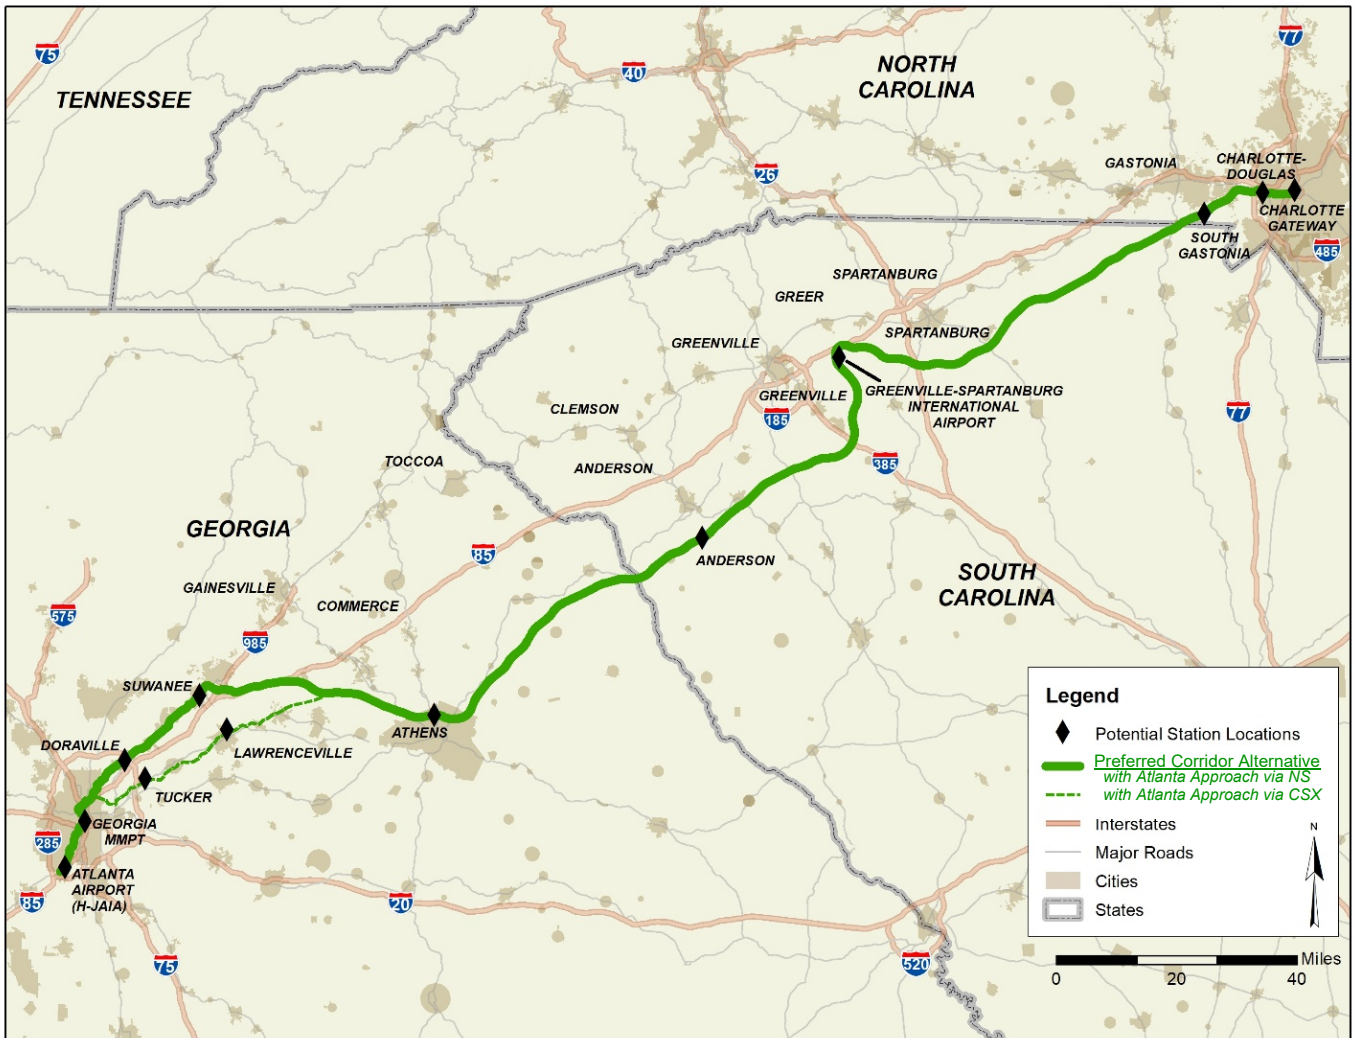 75
TENNESSEE
40
NORTH
CAROLINA
77
26
GASTONIA
CHARLOTTE-
DOUGLAS
CHARLOTTE
GATEWAY
SOUTH
GASTONIA
485
SPARTANBURG
GREER
SPARTANBURG
GREENVILLE
GREENVILLE
GREENVILLE-SPARTANBURG
INTERNATIONAL
AIRPORT
185
77
CLEMSON
TOCCOA
ANDERSON
385
GEORGIA
85
ANDERSON
SOUTH
CAROLINA
GAINESVILLE
COMMERCE
575
985
SUWANEE
ATHENS
DORAVILLE
LAWRENCEVILLE
TUCKER
GEORGIA
MMPT
285
ATLANTA
AIRPORT
(H-JAIA)
85
20
75
520
Legend
Potential Station Locations
Preferred Corridor Alternative
with Atlanta Approach via NS
with Atlanta Approach via CSX
Interstates
Major Roads
Cities
States
N
Miles
0 20 40